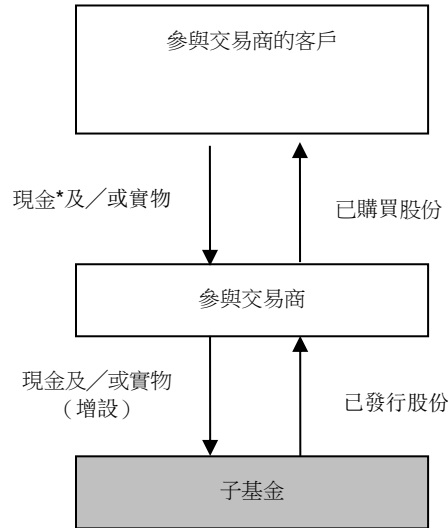 參與交易商的客戶
現金*及／或實物
已購買股份
參與交易商
現金及／或實物
（增設）
已發行股份
子基金